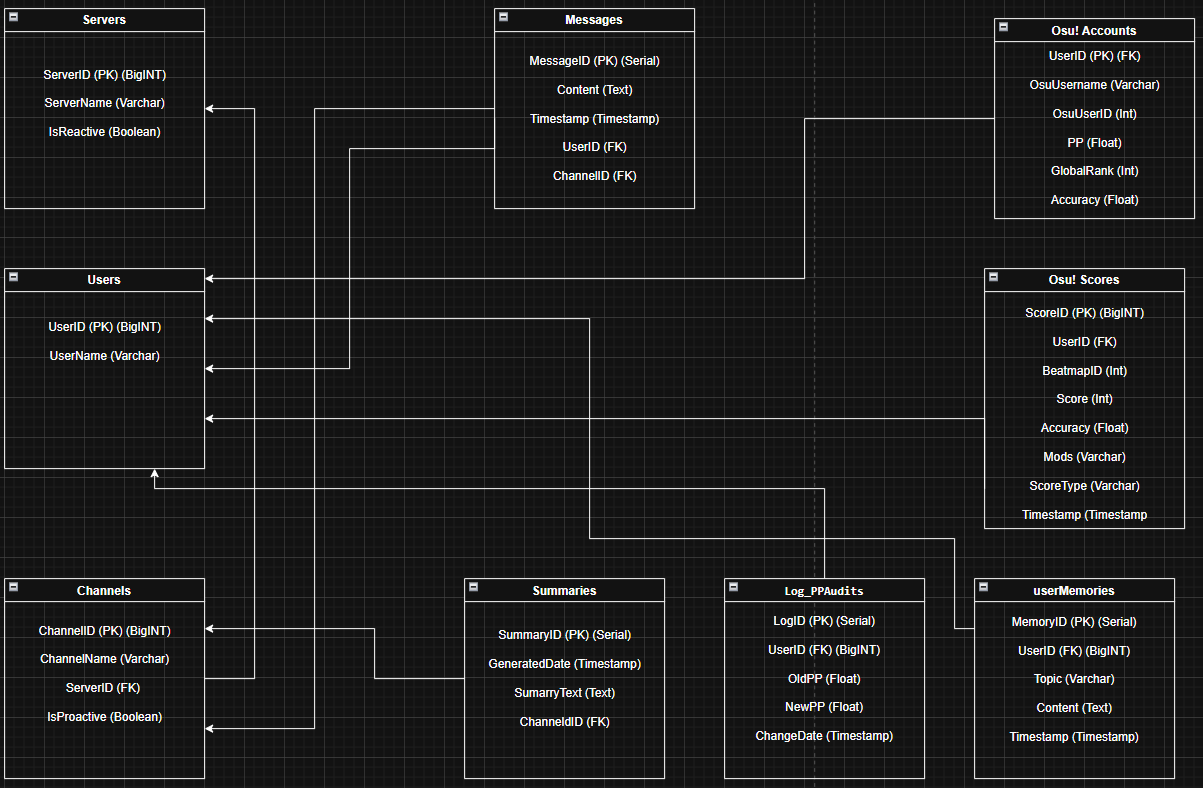 Servers
ServerID (PK) (BigINT)
ServerName (Varchar)
IsReactive (Boolean)
Messages
MessageID (PK) (Serial)
Content (Text)
Timestamp (Timestamp)
UserID (FK)
ChannelID (FK)
Osu! Accounts
UserID (PK) (FK)
OsuUsername (Varchar)
OsuUserID (Int)
PP (Float)
GlobalRank (Int)
Accuracy (Float)
Users
UserID (PK) (BigINT)
UserName (Varchar)
Osu! Scores
ScoreID (PK) (BigINT)
UserID (FK)
BeatmapID (Int)
Score (Int)
Accuracy (Float)
Mods (Varchar)
ScoreType (Varchar)
Timestamp (Timestamp
Channels
ChannelID (PK) (BigINT)
ChannelName (Varchar)
ServerID (FK)
IsProactive (Boolean)
Summaries
SummaryID (PK) (Serial)
GeneratedDate (Timestamp)
SumarryText (Text)
ChanneldID (FK)
Log_PPAudits
LogID (PK) (Serial)
UserID (FK) (BigINT)
OldPP (Float)
NewPP (Float)
ChangeDate (Timestamp)
userMemories
MemoryID (PK) (Serial)
UserID (FK) (BigINT)
Topic (Varchar)
Content (Text)
Timestamp (Timestamp)